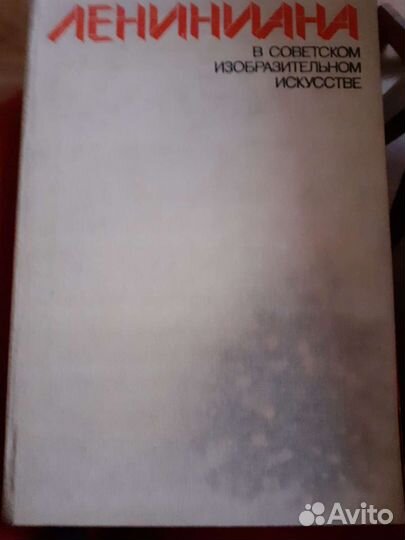 ЛЕНИНИАНА
В СОВЕТСКОМ
ИЗОБРАЗИТЕЛЬНОМ
ИСКУССТВЕ
Avito